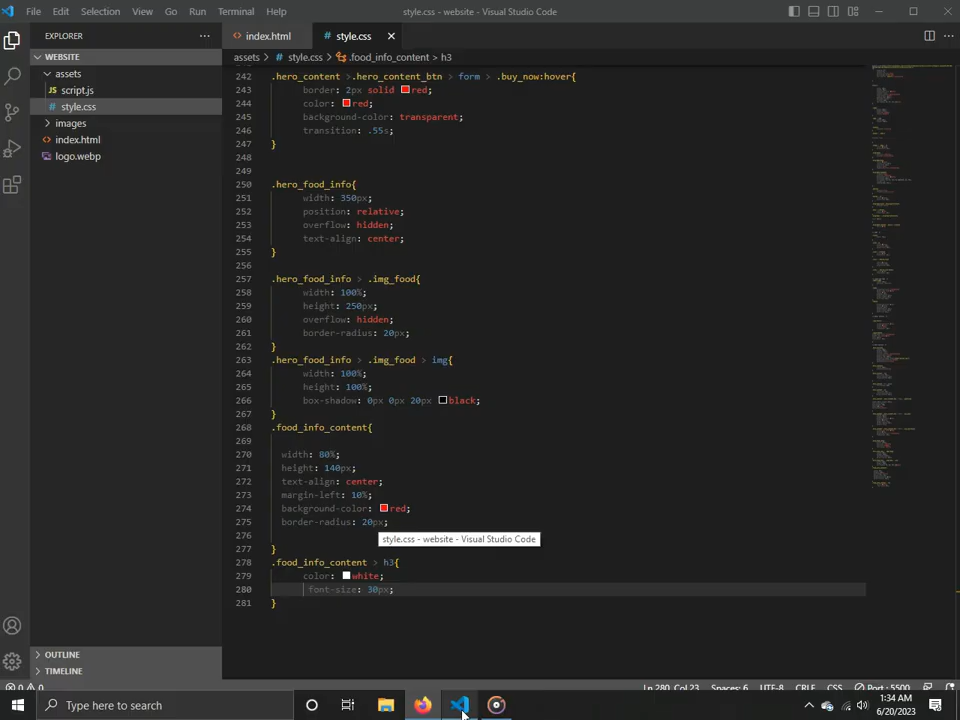 File Edit Selection View Go Run Terminal Help style.css - website - Visual Studio Code
EXPLORER
WEBSITE
assets
JS script.js
# style.css
images
<> index.html
logo.webp
OUTLINE
TIMELINE
<> index.html # style.css
assets > # style.css > .food_info_content > h3
242 .hero_content >.hero_content_btn > form > .buy_now:hover{
243 border: 2px solid red;
244 color: red;
245 background-color: transparent;
246 transition: .55s;
247 }
248
249
250 .hero_food_info{
251 width: 350px;
252 position: relative;
253 overflow: hidden;
254 text-align: center;
255 }
256
257 .hero_food_info > .img_food{
258 width: 100%;
259 height: 250px;
260 overflow: hidden;
261 border-radius: 20px;
262 }
263 .hero_food_info > .img_food > img{
264 width: 100%;
265 height: 100%;
266 box-shadow: 0px 0px 20px black;
267 }
268 .food_info_content{
269
270 width: 80%;
271 height: 140px;
272 text-align: center;
273 margin-left: 10%;
274 background-color: red;
275 border-radius: 20px;
276
style.css - website - Visual Studio Code
277 }
278 .food_info_content > h3{
279 color: white;
280 font-size: 30px;
281 }
0 0 Ln 280, Col 23 Spaces: 6 UTF-8 CRLF CSS Port : 5500
Type here to search
1:34 AM
6/20/2023